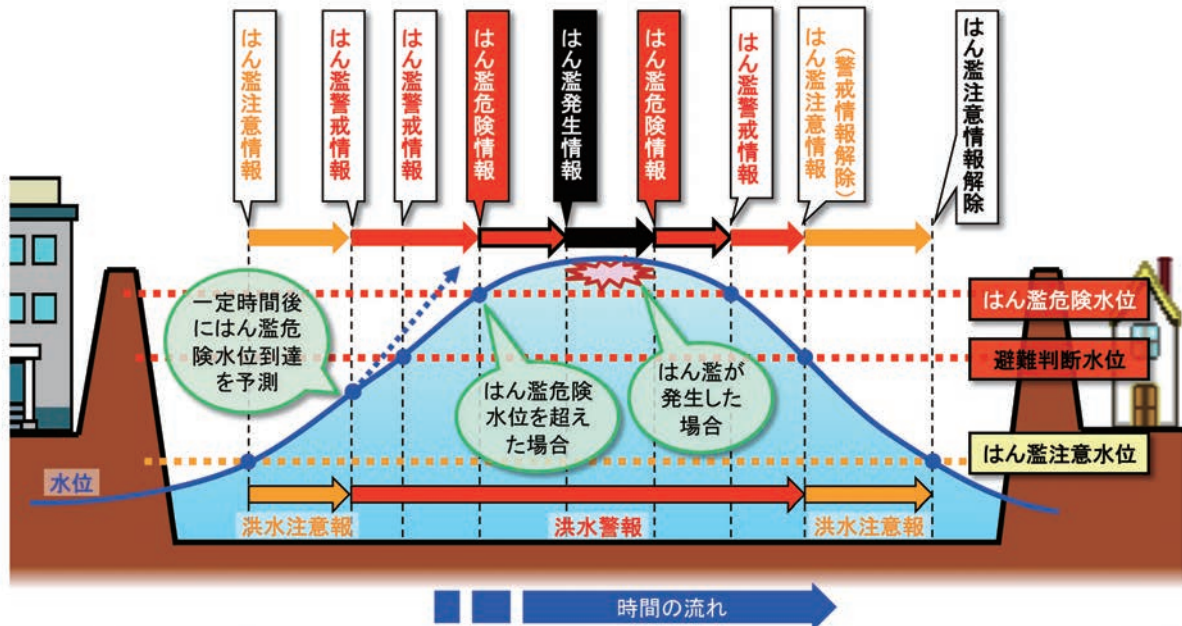 はん濫注意情報
はん濫警戒情報
はん濫警戒情報
はん濫危険情報
はん濫発生情報
はん濫危険情報
はん濫警戒情報
はん濫注意情報
（警戒情報解除）
はん濫注意情報解除
一定時間後
にはん濫危
険水位到達
を予測
はん濫危険
水位を超え
た場合
はん濫が
発生した
場合
はん濫危険水位
避難判断水位
はん濫注意水位
水位
洪水注意報
洪水警報
洪水注意報
時間の流れ